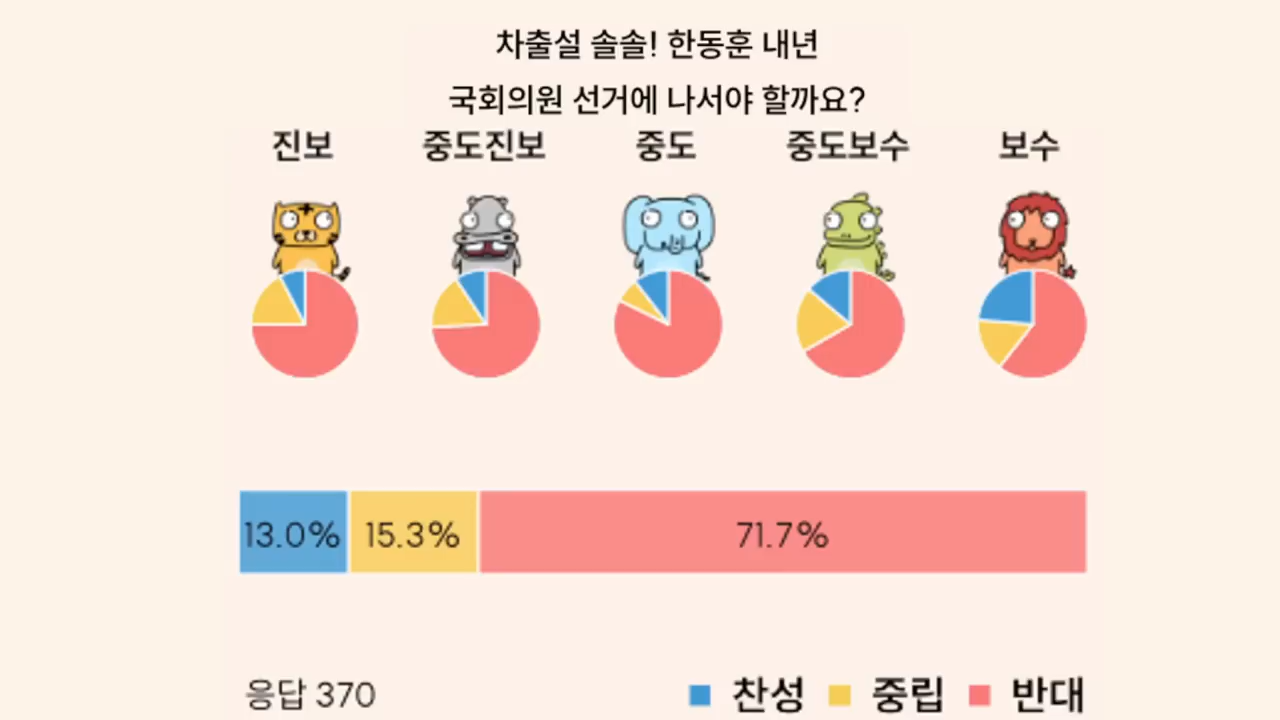 차출설 솔솔! 한동훈 내년
국회의원 선거에 나서야 할까요?
진보 중도진보 중도 중도보수 보수
13.0% 15.3% 71.7%
응답 370 찬성 중립 반대